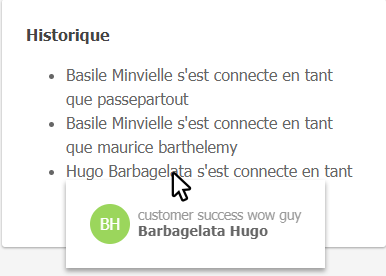 Historique
Basile Minvielle s'est connecte en tant
que passepartout
Basile Minvielle s'est connecte en tant
que maurice barthelemy
Hugo Barbagelata s'est connecte en tant
BH
customer success wow guy
Barbagelata Hugo